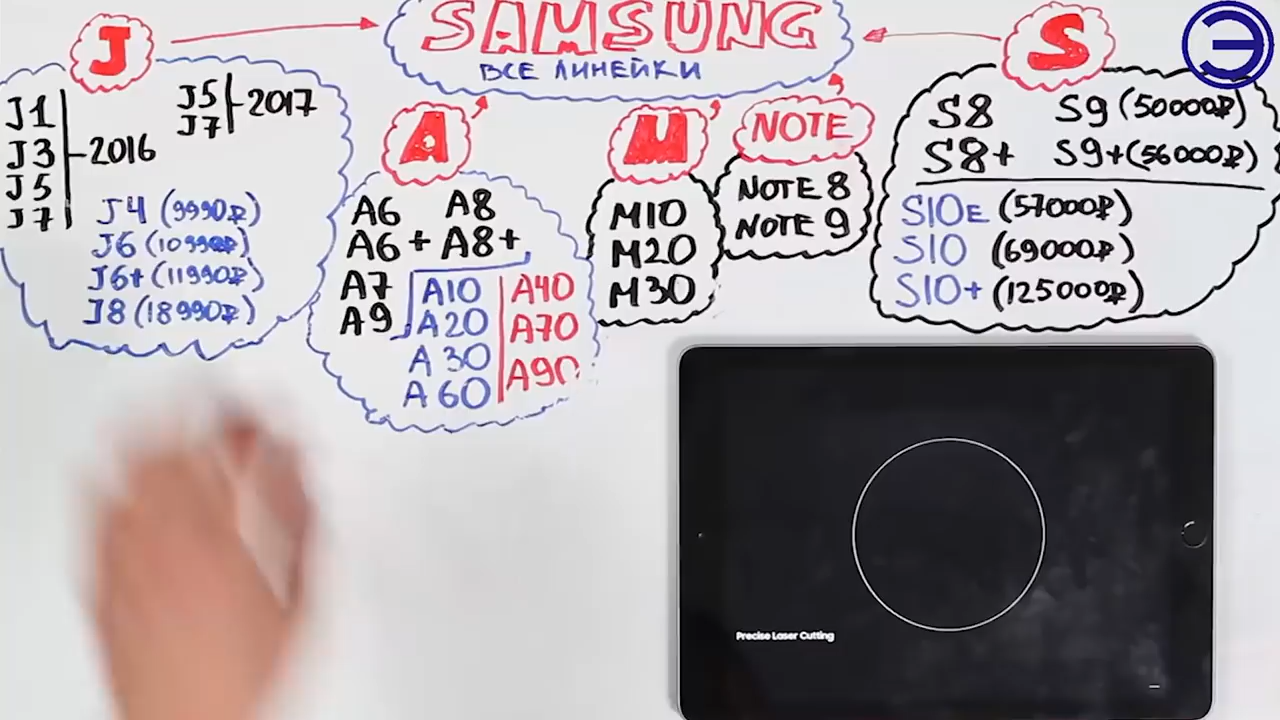 SAMSUNG
ВСЕ ЛИНЕЙКИ
J
J1
J3
J5
J7
2016
J5
J7
2017
J4 (9990₽)
J6 (10990₽)
J6+ (11990₽)
J8 (18990₽)
A
A6 A8
A6+ A8+
A7
A9
A10
A20
A30
A60
A40
A70
A90
M
M10
M20
M30
NOTE
NOTE 8
NOTE 9
S
S8 S9 (50000₽)
S8+ S9+ (56000₽)
S10E (57000₽)
S10 (69000₽)
S10+ (125000₽)
Э
Precise Laser Cutting